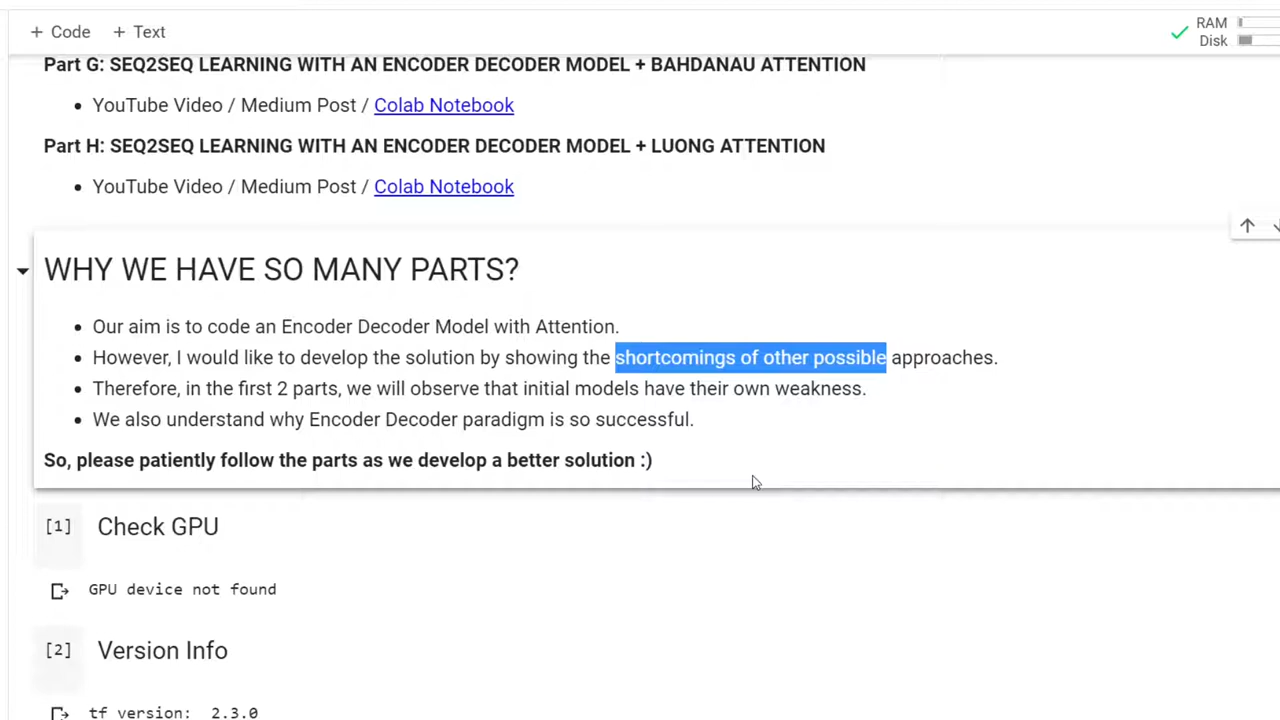 + Code + Text
RAM
Disk
Part G: SEQ2SEQ LEARNING WITH AN ENCODER DECODER MODEL + BAHDANAU ATTENTION
• YouTube Video / Medium Post / Colab Notebook
Part H: SEQ2SEQ LEARNING WITH AN ENCODER DECODER MODEL + LUONG ATTENTION
• YouTube Video / Medium Post / Colab Notebook
WHY WE HAVE SO MANY PARTS?
• Our aim is to code an Encoder Decoder Model with Attention.
• However, I would like to develop the solution by showing the shortcomings of other possible approaches.
• Therefore, in the first 2 parts, we will observe that initial models have their own weakness.
• We also understand why Encoder Decoder paradigm is so successful.
So, please patiently follow the parts as we develop a better solution :)
[1] Check GPU
GPU device not found
[2] Version Info
tf version: 2.3.0